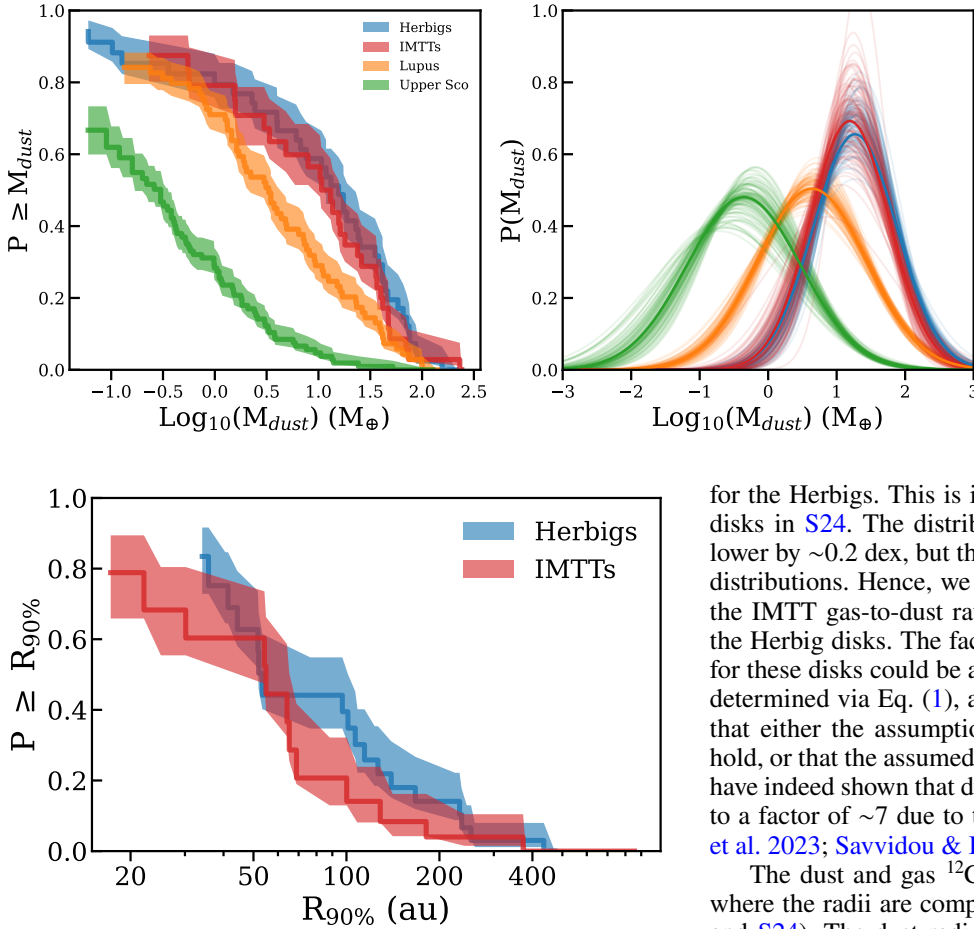 1.0
0.8
0.6
0.4
0.2
0.0
P ≥M_dust
Herbigs
IMTTs
Lupus
Upper Sco
−1.0 −0.5 0.0 0.5 1.0 1.5 2.0 2.5
Log₁₀(M_dust) (M⊕)
1.0
0.8
0.6
0.4
0.2
0.0
P(M_dust)
−3 −2 −1 0 1 2 3
Log₁₀(M_dust) (M⊕)
1.0
0.8
0.6
0.4
0.2
0.0
P ≥ R₉₀%
Herbigs
IMTTs
20 50 100 200 400
R₉₀% (au)
for the Herbigs. This is i
disks in S24. The distrib
lower by ~0.2 dex, but th
distributions. Hence, we
the IMTT gas-to-dust ra
the Herbig disks. The fac
for these disks could be a
determined via Eq. (1), a
that either the assumptio
hold, or that the assumed
have indeed shown that d
to a factor of ~7 due to t
et al. 2023; Savvidou & 
The dust and gas ¹²C
where the radii are comp